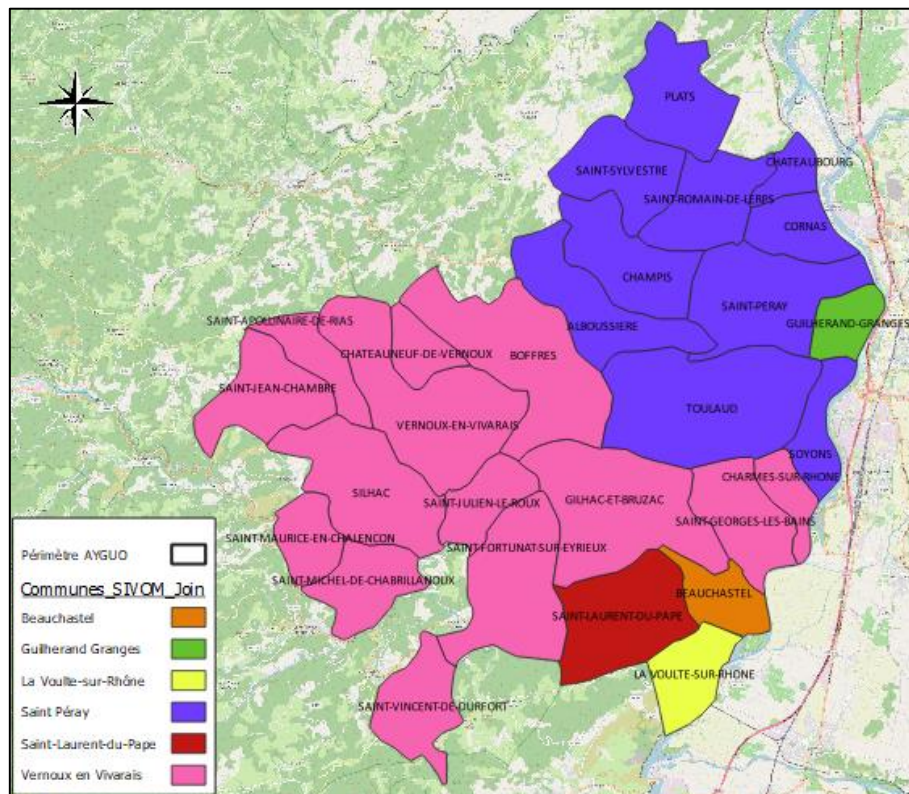 PLATS
CHATEAUBOURG
SAINT-SYLVESTRE
SAINT-ROMAIN-DE-LERPS
CORNAS
CHAMPIS
SAINT-PERAY
GUILHERAND-GRANGES
SAINT-APOLLINAIRE-DE-RIAS
ALBOUSSIERE
CHATEAUNEUF-DE-VERNOUX
BOFFRES
SAINT-JEAN-CHAMBRE
TOULAUD
VERNOUX-EN-VIVARAIS
SOYONS
CHARMES-SUR-RHONE
SILHAC
SAINT-JULIEN-LE-ROUX
GILHAC-ET-BRUZAC
SAINT-GEORGES-LES-BAINS
SAINT-MAURICE-EN-CHALENCON
SAINT-FORTUNAT-SUR-EYRIEUX
SAINT-MICHEL-DE-CHABRILLANOUX
BEAUCHASTEL
SAINT-LAURENT-DU-PAPE
LA VOULTE-SUR-RHONE
SAINT-VINCENT-DE-DURFORT
Périmètre AYGUO
Communes_SIVOM_Join
Beauchastel
Guilherand Granges
La Voulte-sur-Rhône
Saint Péray
Saint-Laurent-du-Pape
Vernoux en Vivarais